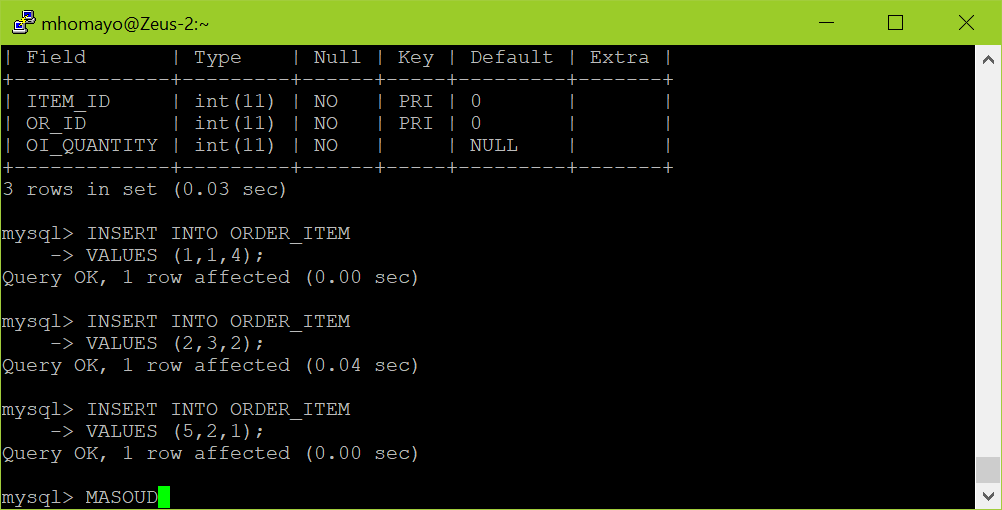 mhomayo@Zeus-2:~
| Field       | Type    | Null | Key | Default | Extra |
+-------------+---------+------+-----+---------+-------+
| ITEM_ID     | int(11) | NO   | PRI | 0       |       |
| OR_ID       | int(11) | NO   | PRI | 0       |       |
| OI_QUANTITY | int(11) | NO   |     | NULL    |       |
+-------------+---------+------+-----+---------+-------+
3 rows in set (0.03 sec)
mysql> INSERT INTO ORDER_ITEM
    -> VALUES (1,1,4);
Query OK, 1 row affected (0.00 sec)
mysql> INSERT INTO ORDER_ITEM
    -> VALUES (2,3,2);
Query OK, 1 row affected (0.04 sec)
mysql> INSERT INTO ORDER_ITEM
    -> VALUES (5,2,1);
Query OK, 1 row affected (0.00 sec)
mysql> MASOUD